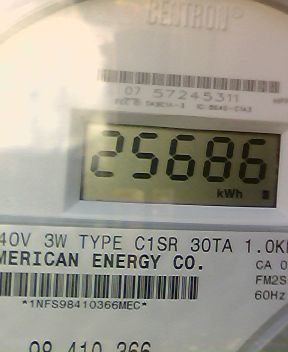 CENTRON®
07 57245311
25686
kWh
40V 3W TYPE C1SR 30TA 1.0K
MERICAN ENERGY CO.
CA 0
FM2S
60Hz
*1NFS98410366MEC*
98 410 366